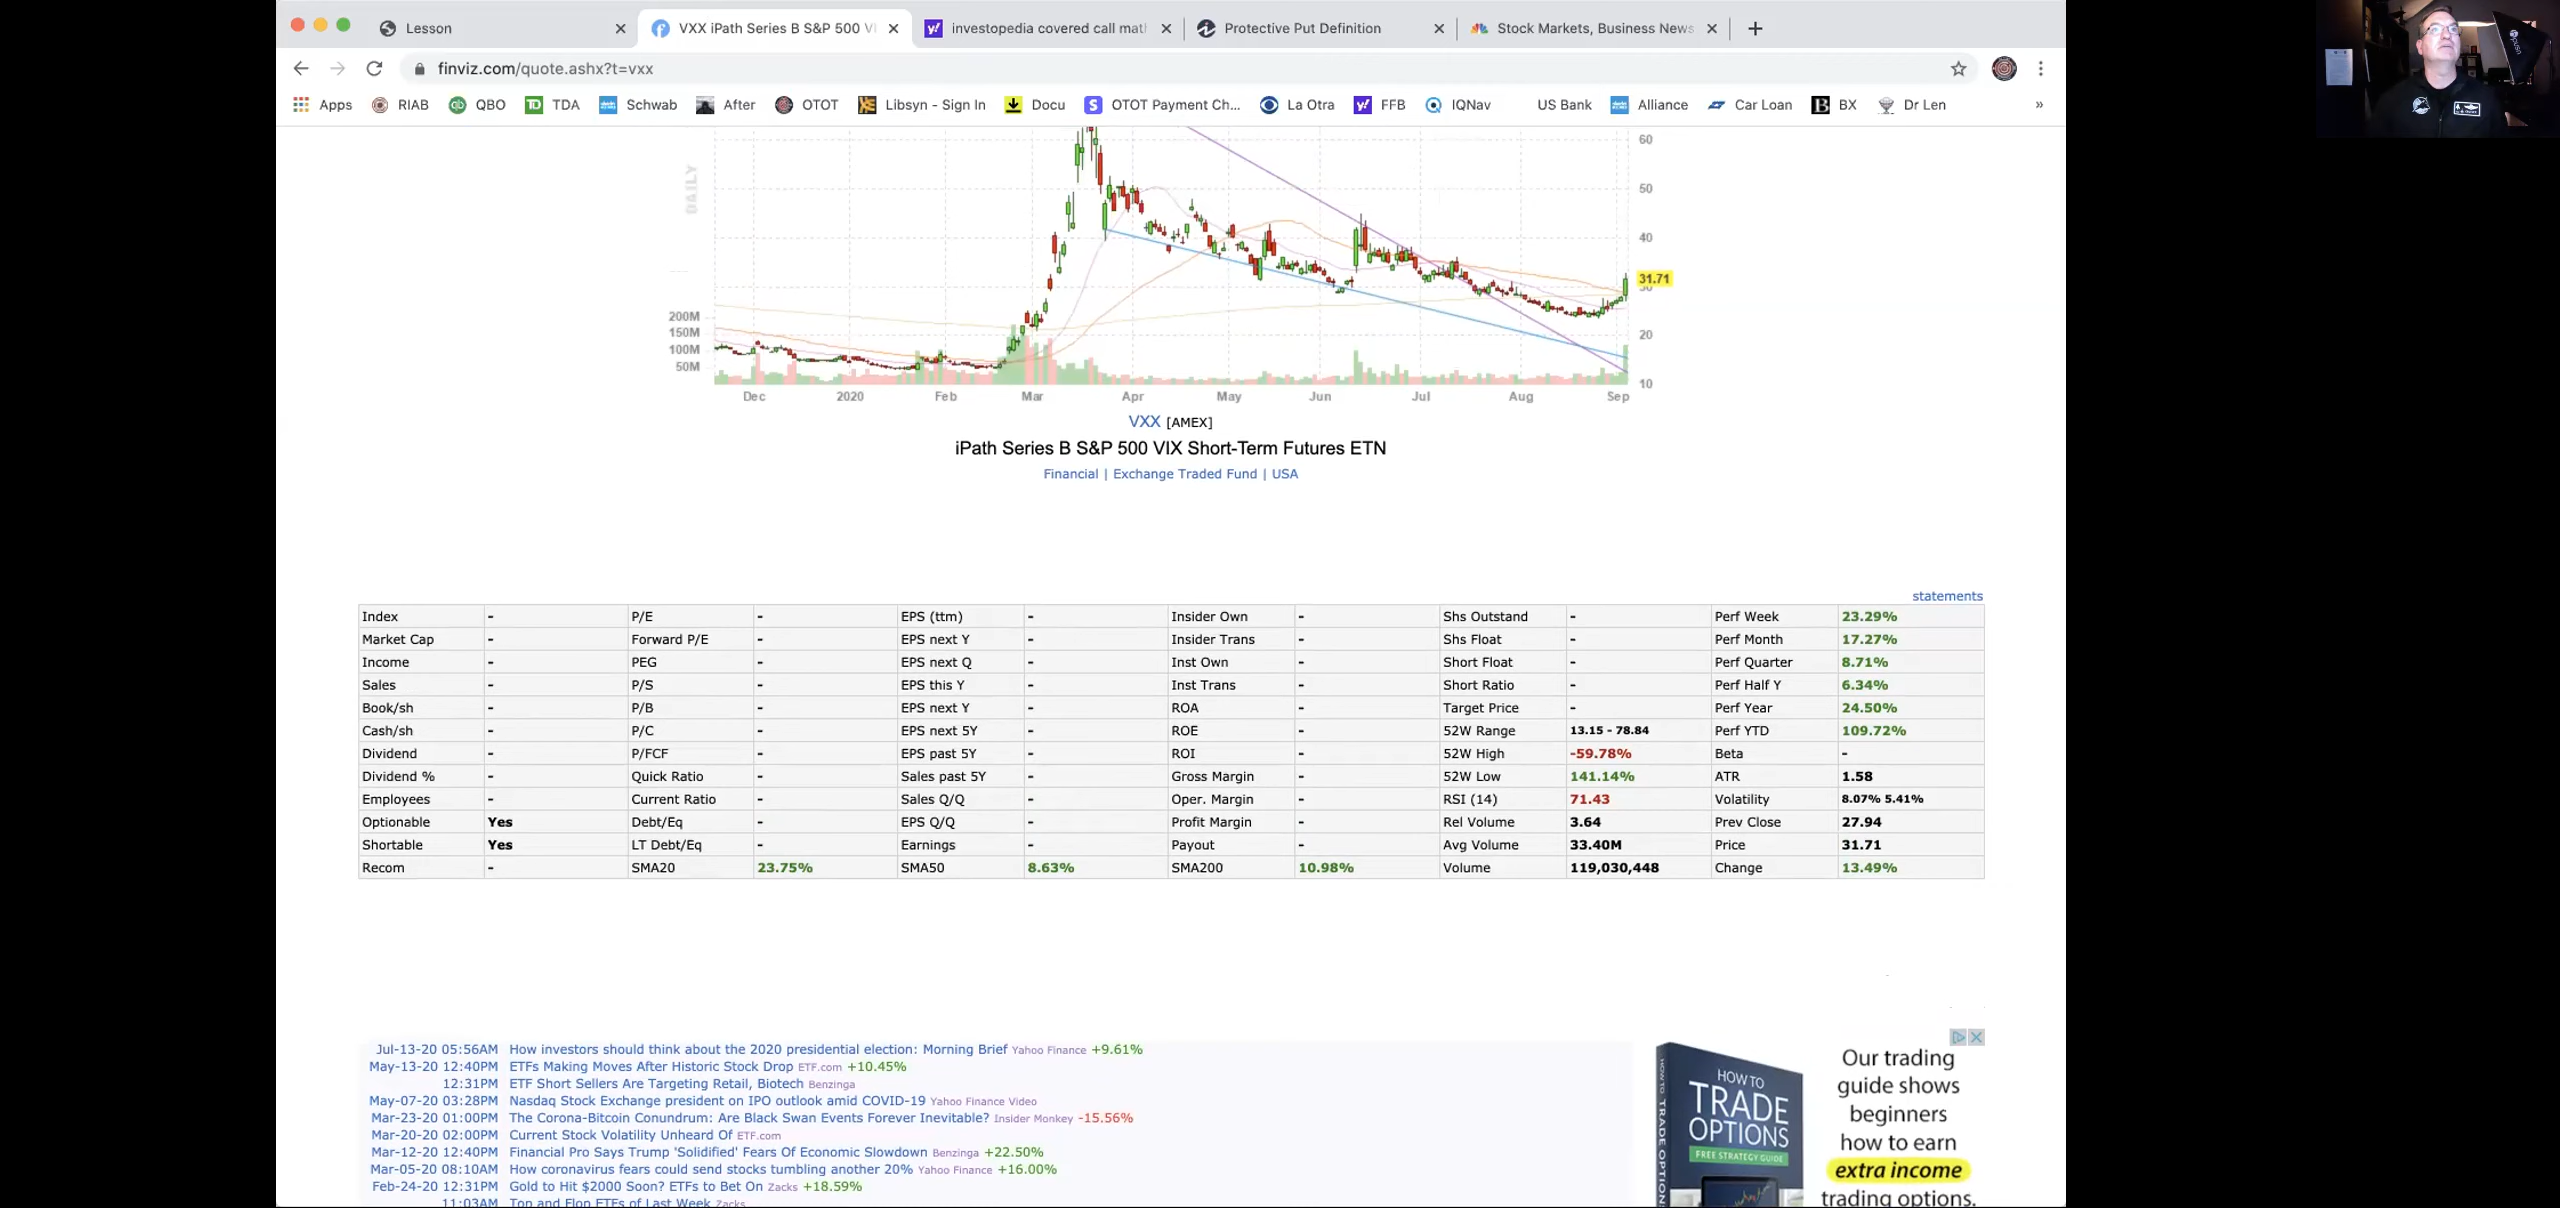 Lesson
VXX iPath Series B S&P 500 VI
investopedia covered call mat
Protective Put Definition
Stock Markets, Business News
finviz.com/quote.ashx?t=vxx
Apps RIAB QBO TDA Schwab After OTOT Libsyn - Sign In Docu OTOT Payment Ch... La Otra FFB IQNav US Bank Alliance Car Loan BX Dr Len »
DAILY
60
50
40
31.71
30
20
10
200M
150M
100M
50M
Dec 2020 Feb Mar Apr May Jun Jul Aug Sep
VXX [AMEX]
iPath Series B S&P 500 VIX Short-Term Futures ETN
Financial | Exchange Traded Fund | USA
statements
Index - P/E - EPS (ttm) - Insider Own - Shs Outstand - Perf Week 23.29%
Market Cap - Forward P/E - EPS next Y - Insider Trans - Shs Float - Perf Month 17.27%
Income - PEG - EPS next Q - Inst Own - Short Float - Perf Quarter 8.71%
Sales - P/S - EPS this Y - Inst Trans - Short Ratio - Perf Half Y 6.34%
Book/sh - P/B - EPS next Y - ROA - Target Price - Perf Year 24.50%
Cash/sh - P/C - EPS next 5Y - ROE - 52W Range 13.15 - 78.84 Perf YTD 109.72%
Dividend - P/FCF - EPS past 5Y - ROI - 52W High -59.78% Beta -
Dividend % - Quick Ratio - Sales past 5Y - Gross Margin - 52W Low 141.14% ATR 1.58
Employees - Current Ratio - Sales Q/Q - Oper. Margin - RSI (14) 71.43 Volatility 8.07% 5.41%
Optionable Yes Debt/Eq - EPS Q/Q - Profit Margin - Rel Volume 3.64 Prev Close 27.94
Shortable Yes LT Debt/Eq - Earnings - Payout - Avg Volume 33.40M Price 31.71
Recom - SMA20 23.75% SMA50 8.63% SMA200 10.98% Volume 119,030,448 Change 13.49%
Jul-13-20 05:56AM How investors should think about the 2020 presidential election: Morning Brief Yahoo Finance +9.61%
May-13-20 12:40PM ETFs Making Moves After Historic Stock Drop ETF.com +10.45%
12:31PM ETF Short Sellers Are Targeting Retail, Biotech Benzinga
May-07-20 03:28PM Nasdaq Stock Exchange president on IPO outlook amid COVID-19 Yahoo Finance Video
Mar-23-20 01:00PM The Corona-Bitcoin Conundrum: Are Black Swan Events Forever Inevitable? Insider Monkey -15.56%
Mar-20-20 02:00PM Current Stock Volatility Unheard Of ETF.com
Mar-12-20 12:40PM Financial Pro Says Trump 'Solidified' Fears Of Economic Slowdown Benzinga +22.50%
Mar-05-20 08:10AM How coronavirus fears could send stocks tumbling another 20% Yahoo Finance +16.00%
Feb-24-20 12:31PM Gold to Hit $2000 Soon? ETFs to Bet On Zacks +18.59%
11:03AM Top and Flop ETFs of Last Week Zacks
HOW TO
TRADE
OPTIONS
FREE STRATEGY GUIDE
HOW TO TRADE OPTION
Our trading
guide shows
beginners
how to earn
extra income
trading options.